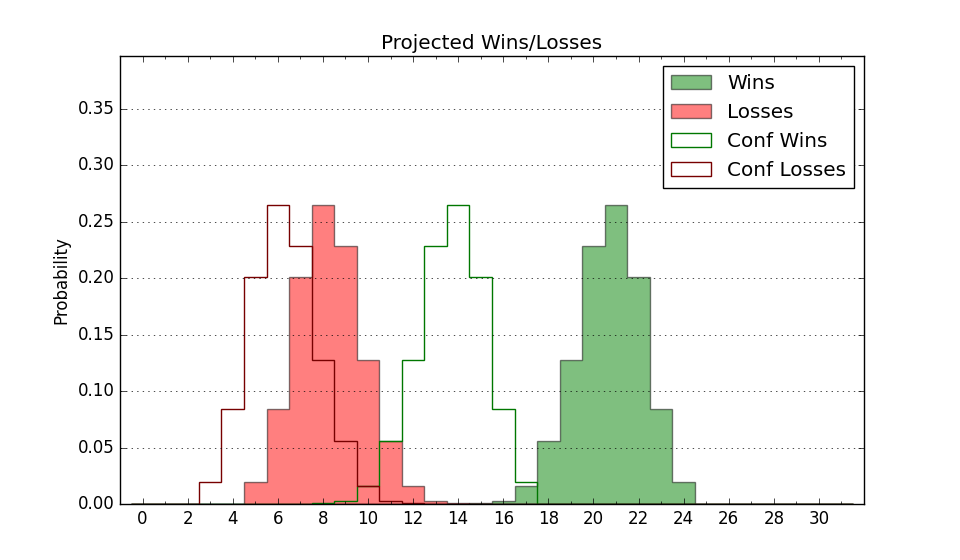 Projected Wins/Losses
Wins
Losses
Conf Wins
Conf Losses
Probability
0.35
0.30
0.25
0.20
0.15
0.10
0.05
0.00
0 2 4 6 8 10 12 14 16 18 20 22 24 26 28 30